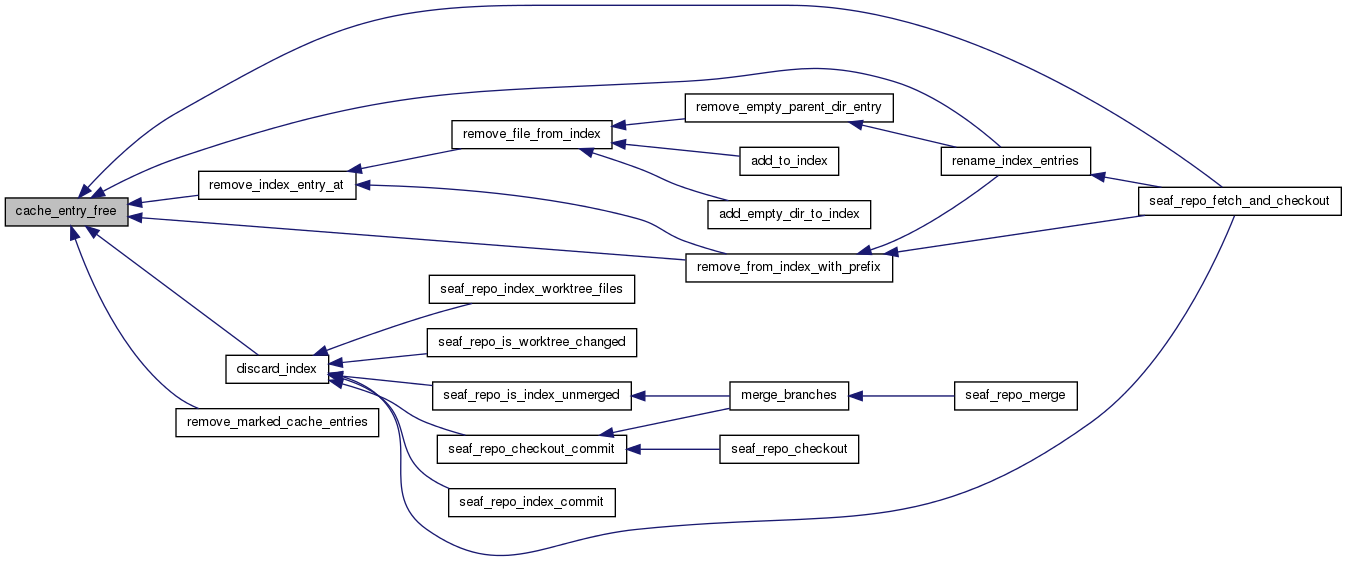 cache_entry_free
remove_index_entry_at
discard_index
remove_marked_cache_entries
remove_file_from_index
seaf_repo_index_worktree_files
seaf_repo_is_worktree_changed
seaf_repo_is_index_unmerged
seaf_repo_checkout_commit
seaf_repo_index_commit
remove_empty_parent_dir_entry
add_to_index
add_empty_dir_to_index
remove_from_index_with_prefix
merge_branches
seaf_repo_checkout
rename_index_entries
seaf_repo_merge
seaf_repo_fetch_and_checkout